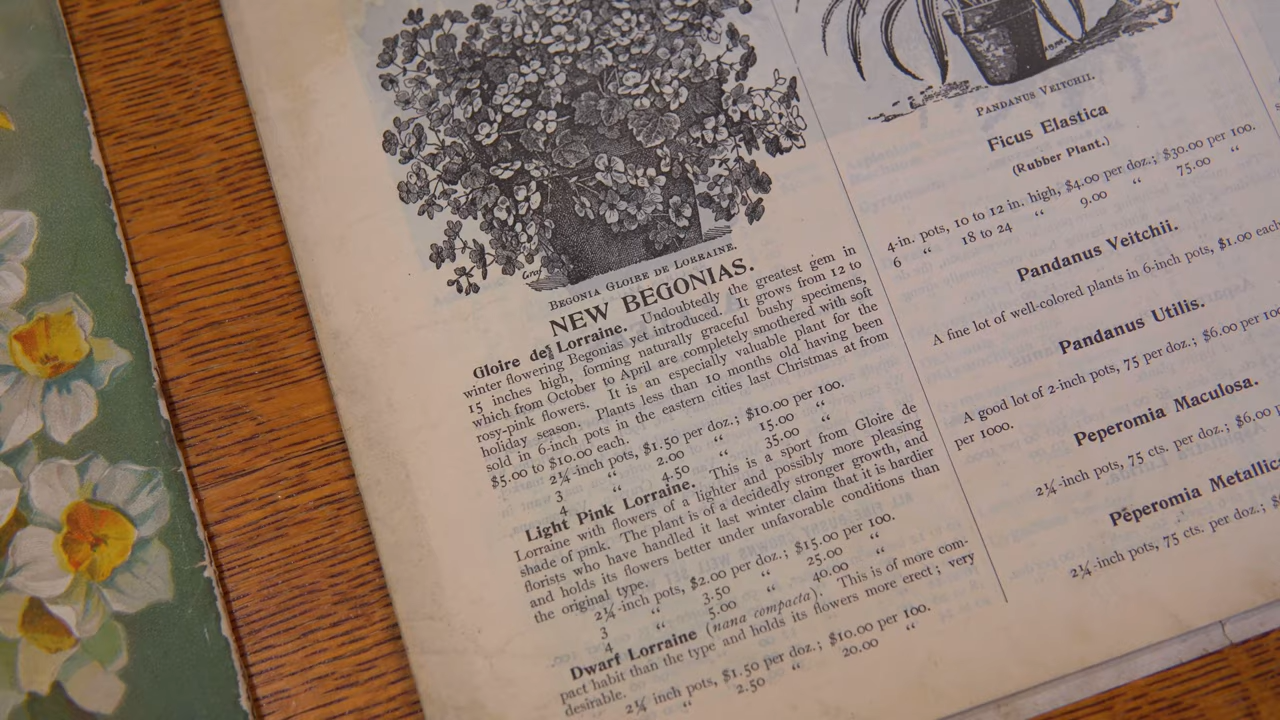 BEGONIA GLOIRE DE LORRAINE.
NEW BEGONIAS.
Gloire de Lorraine. Undoubtedly the greatest gem in
winter flowering Begonias yet introduced. It grows from 12 to
15 inches high, forming naturally graceful bushy specimens,
which from October to April are completely smothered with soft
rosy-pink flowers. It is an especially valuable plant for the
holiday season. Plants less than 10 months old having been
sold in 6-inch pots in the eastern cities last Christmas at from
$5.00 to $10.00 each.
2¼-inch pots, $1.50 per doz.; $10.00 per 100.
3 “ 2.00 “ 15.00 “
4 “ 4.50 “ 35.00 “
Light Pink Lorraine. This is a sport from Gloire de
Lorraine with flowers of a lighter and possibly more pleasing
shade of pink. The plant is of a decidedly stronger growth, and
florists who have handled it last winter claim that it is hardier
and holds its flowers better under unfavorable conditions than
the original type.
2¼-inch pots, $2.00 per doz.; $15.00 per 100.
3 “ 3.50 “ 25.00 “
4 “ 5.00 “ 40.00 “
Dwarf Lorraine (nana compacta). This is of more com-
pact habit than the type and holds its flowers more erect; very
desirable.
2¼ inch pots, $1.50 per doz.; $10.00 per 100.
“ 2.50 “ 20.00 “
PANDANUS VEITCHII.
Ficus Elastica
(Rubber Plant.)
4-in. pots, 10 to 12 in. high, $4.00 per doz.; $30.00 per 100.
6 “ 18 to 24 “ 9.00 “ 75.00 “
Pandanus Veitchii.
A fine lot of well-colored plants in 6-inch pots, $1.00 each
Pandanus Utilis.
A good lot of 2-inch pots, 75 per doz.; $6.00 per
per 1000.
Peperomia Maculosa.
2¼-inch pots, 75 cts. per doz.; $6.00
Peperomia Metallica
2¼-inch pots, 75 cts. per doz.;